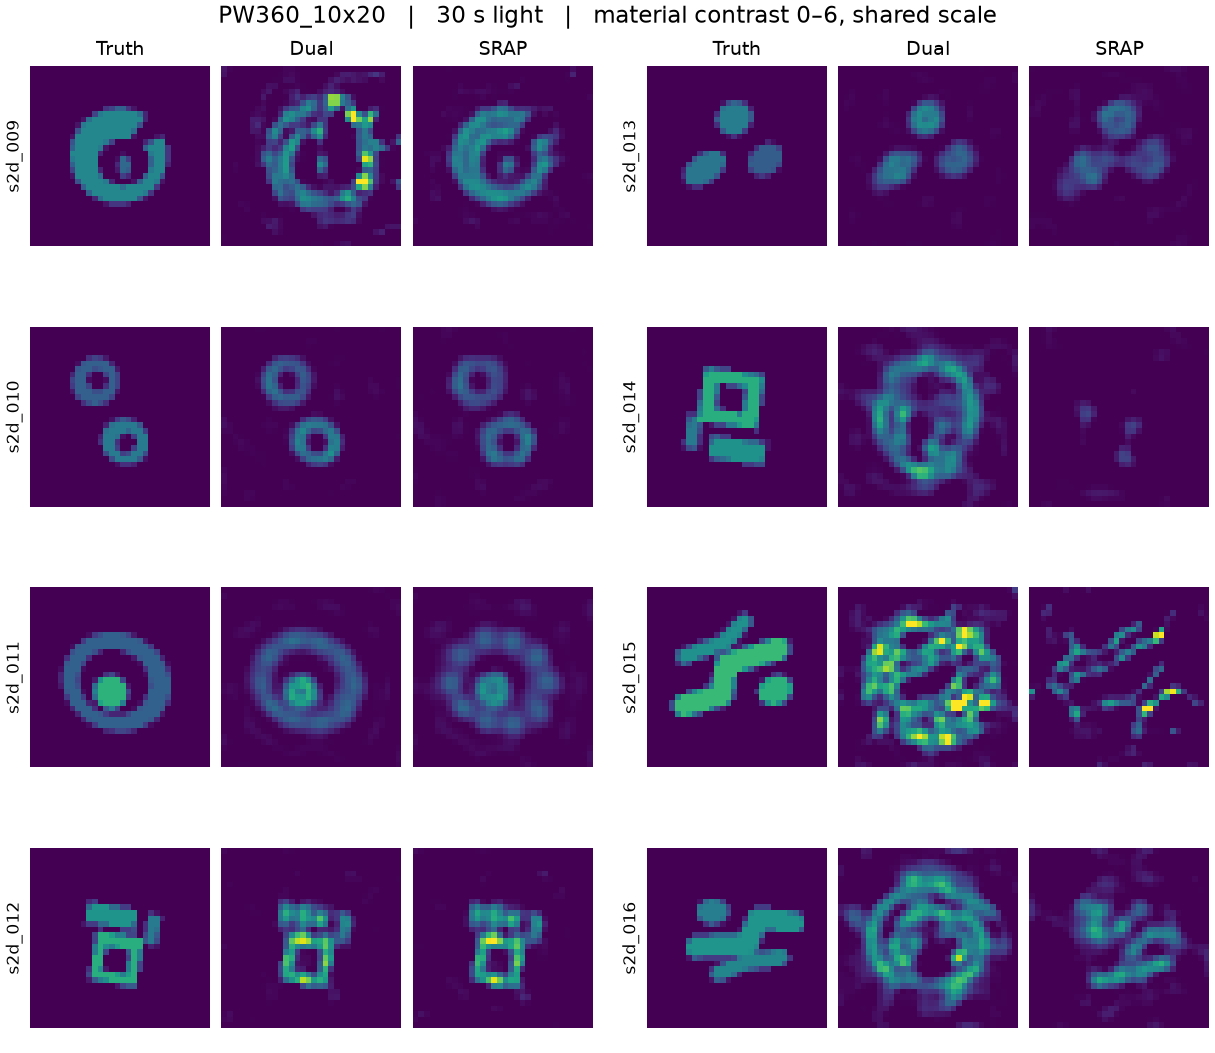 PW360_10x20   |   30 s light   |   material contrast 0–6, shared scale
Truth Dual SRAP Truth Dual SRAP
s2d_009 s2d_013
s2d_010 s2d_014
s2d_011 s2d_015
s2d_012 s2d_016